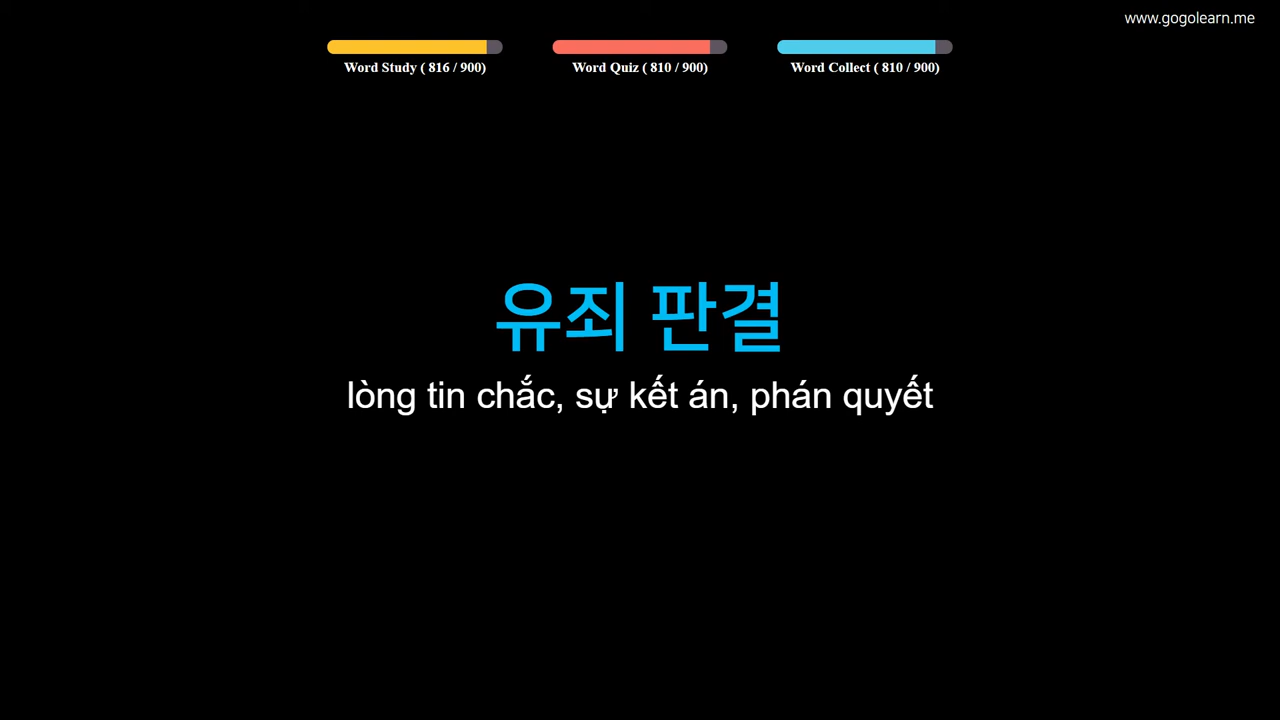 www.gogolearn.me
Word Study ( 816 / 900) Word Quiz ( 810 / 900) Word Collect ( 810 / 900)
유죄 판결
lòng tin chắc, sự kết án, phán quyết